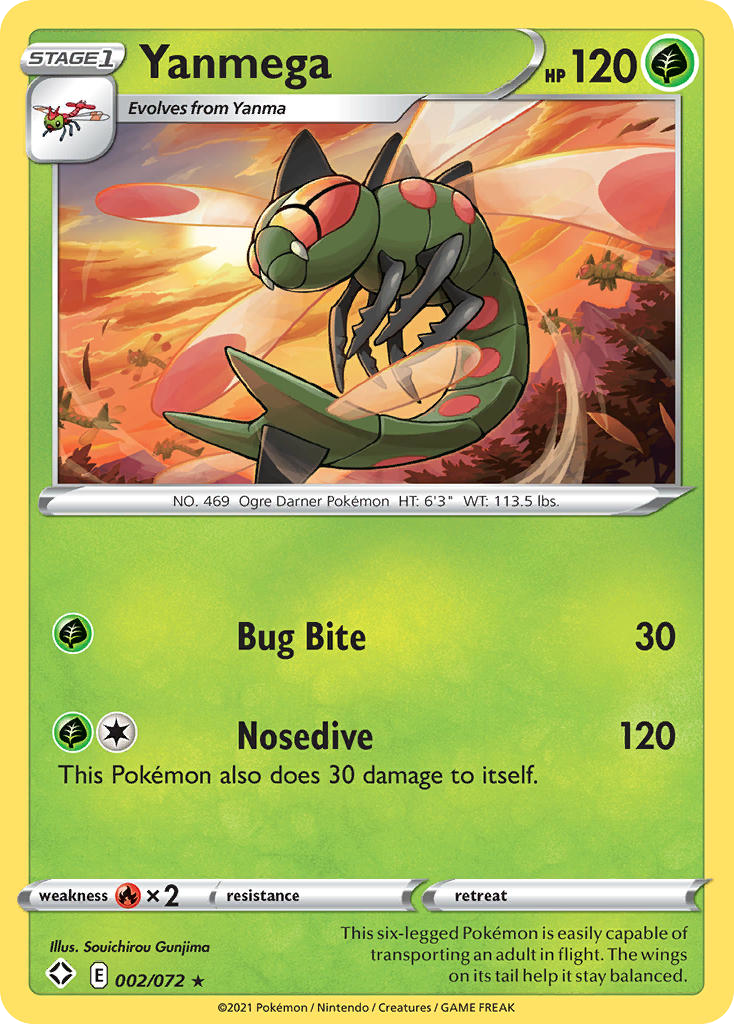 STAGE 1
Yanmega
HP 120
Evolves from Yanma
NO. 469 Ogre Darner Pokémon HT: 6'3" WT: 113.5 lbs.
Bug Bite 30
Nosedive 120
This Pokémon also does 30 damage to itself.
weakness ×2 resistance retreat
This six-legged Pokémon is easily capable of
transporting an adult in flight. The wings
on its tail help it stay balanced.
Illus. Souichirou Gunjima
E 002/072 ★
©2021 Pokémon / Nintendo / Creatures / GAME FREAK